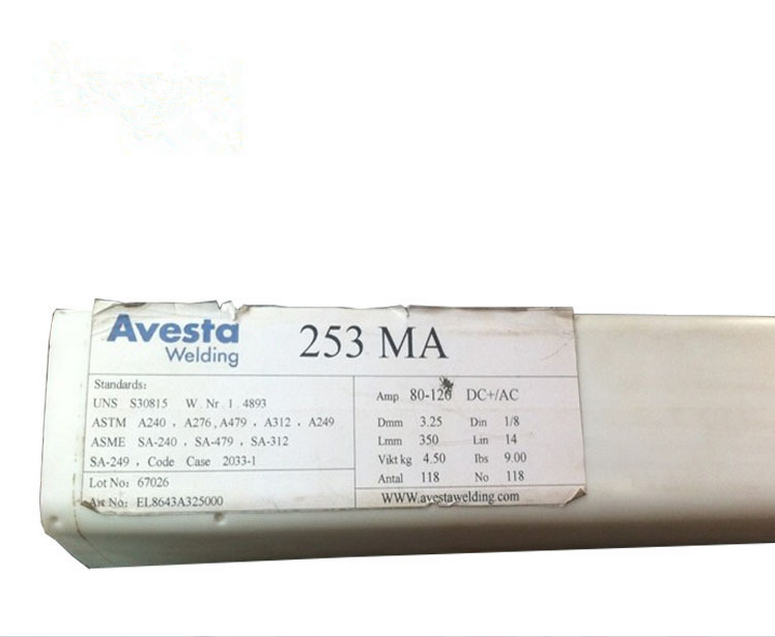 Avesta
Welding
253 MA
Standards:
UNS S30815 W. Nr. 1. 4893
ASTM A240, A276, A479, A312, A249
ASME SA-240, SA-479, SA-312
SA-249, Code Case 2033-1
Lot No: 67026
Art No: EL8643A325000
Amp 80-120 DC+/AC
Dmm 3.25 Din 1/8
Lmm 350 Lin 14
Vikt kg 4.50 lbs 9.00
Antal 118 No 118
WWW.avestawelding.com